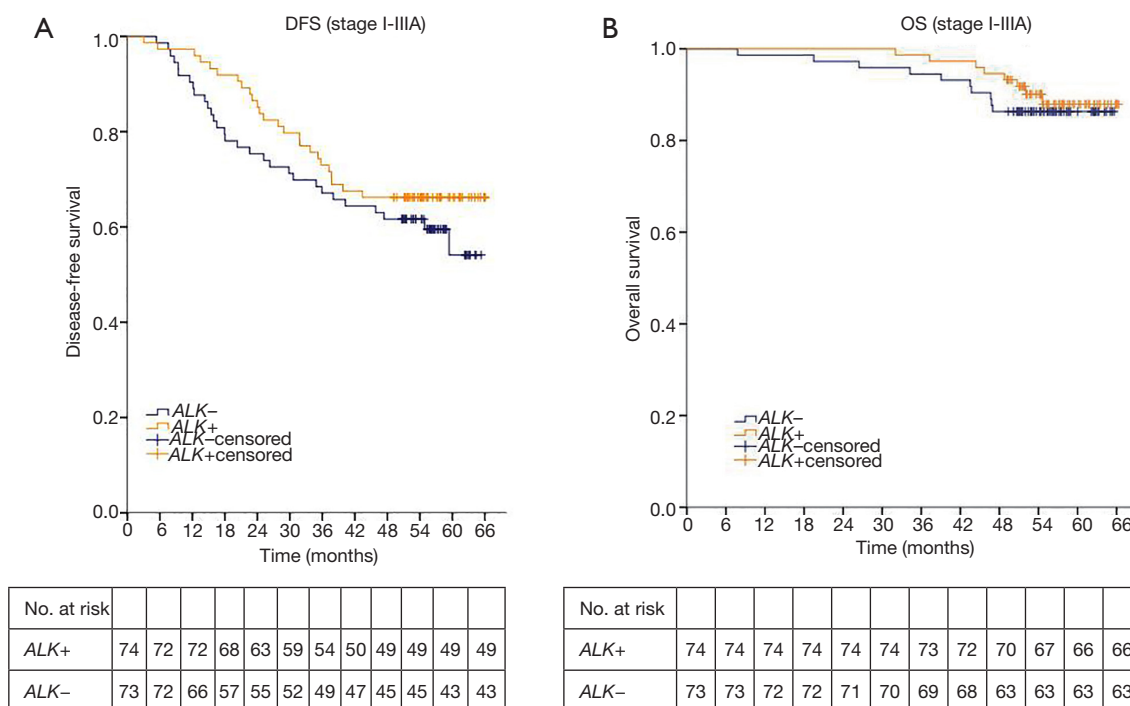 A
DFS (stage I-IIIA)
1.0
0.8
0.6
0.4
0.2
0.0
Disease-free survival
ALK−
ALK+
ALK−censored
ALK+censored
0 6 12 18 24 30 36 42 48 54 60 66
Time (months)
No. at risk
ALK+ 74 72 72 68 63 59 54 50 49 49 49 49
ALK− 73 72 66 57 55 52 49 47 45 45 43 43
B
OS (stage I-IIIA)
1.0
0.8
0.6
0.4
0.2
0.0
Overall survival
ALK−
ALK+
ALK−censored
ALK+censored
0 6 12 18 24 30 36 42 48 54 60 66
Time (months)
No. at risk
ALK+ 74 74 74 74 74 74 73 72 70 67 66 66
ALK− 73 73 72 72 71 70 69 68 63 63 63 63